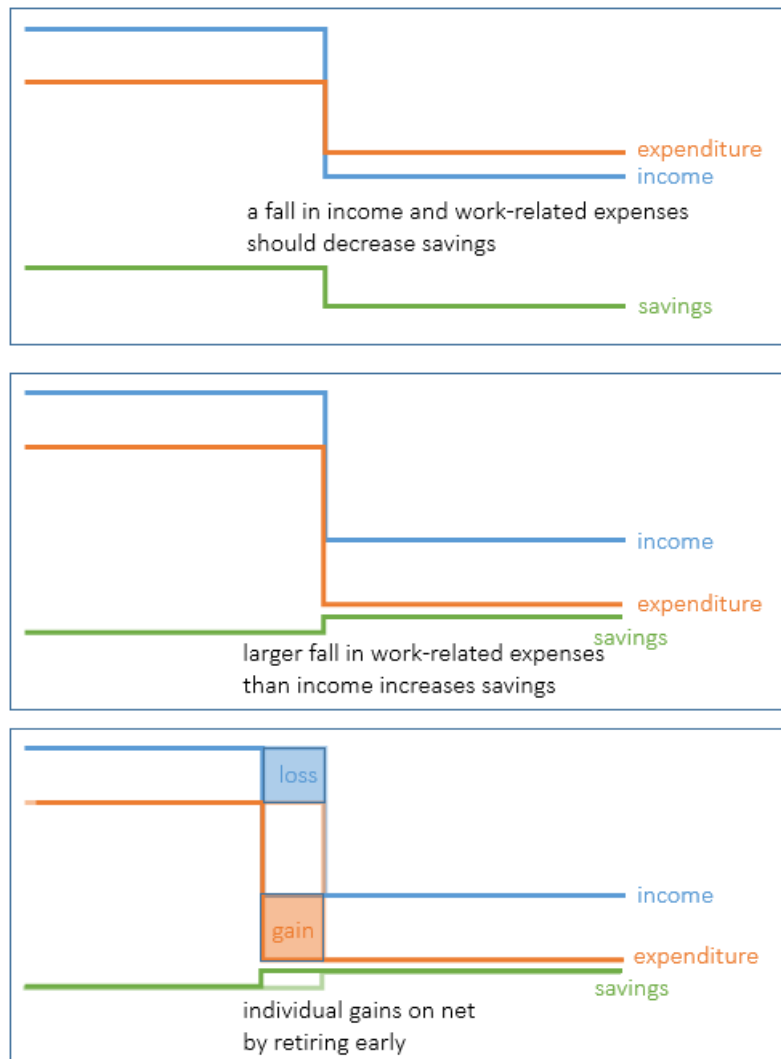 expenditure
income
a fall in income and work-related expenses
should decrease savings
savings
income
expenditure
savings
larger fall in work-related expenses
than income increases savings
loss
income
gain
expenditure
savings
individual gains on net
by retiring early